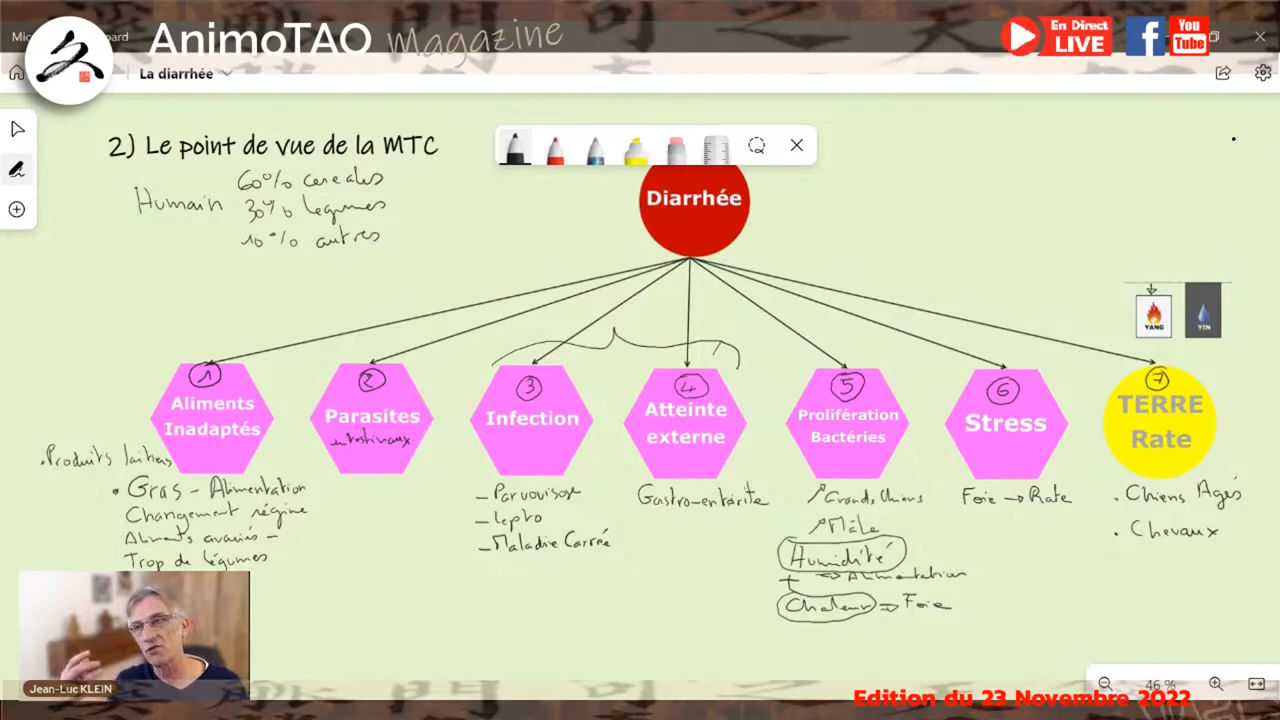 AnimoTAO Magazine
En Direct
LIVE
You
Tube
La diarrhée
2) Le point de vue de la MTC
Humain
60% céréales
30% légumes
10% autres
Diarrhée
YANG
YIN
1
Aliments
Inadaptés
2
Parasites
intestinaux
3
Infection
4
Atteinte
externe
5
Prolifération
Bactéries
6
Stress
7
TERRE
Rate
. Produits laitiers
. Gras - Alimentation
Changement régime
Aliments avariés -
Trop de légumes
- Parvovirose
- Lepto
- Maladie Carrée
Gastro-entérite
Grands chiens
Mâle
Humidité
+ => Alimentation
Chaleur => Foie
Foie → Rate
. Chiens Agés
. Chevaux
Jean-Luc KLEIN
46 %
Edition du 23 Novembre 2022